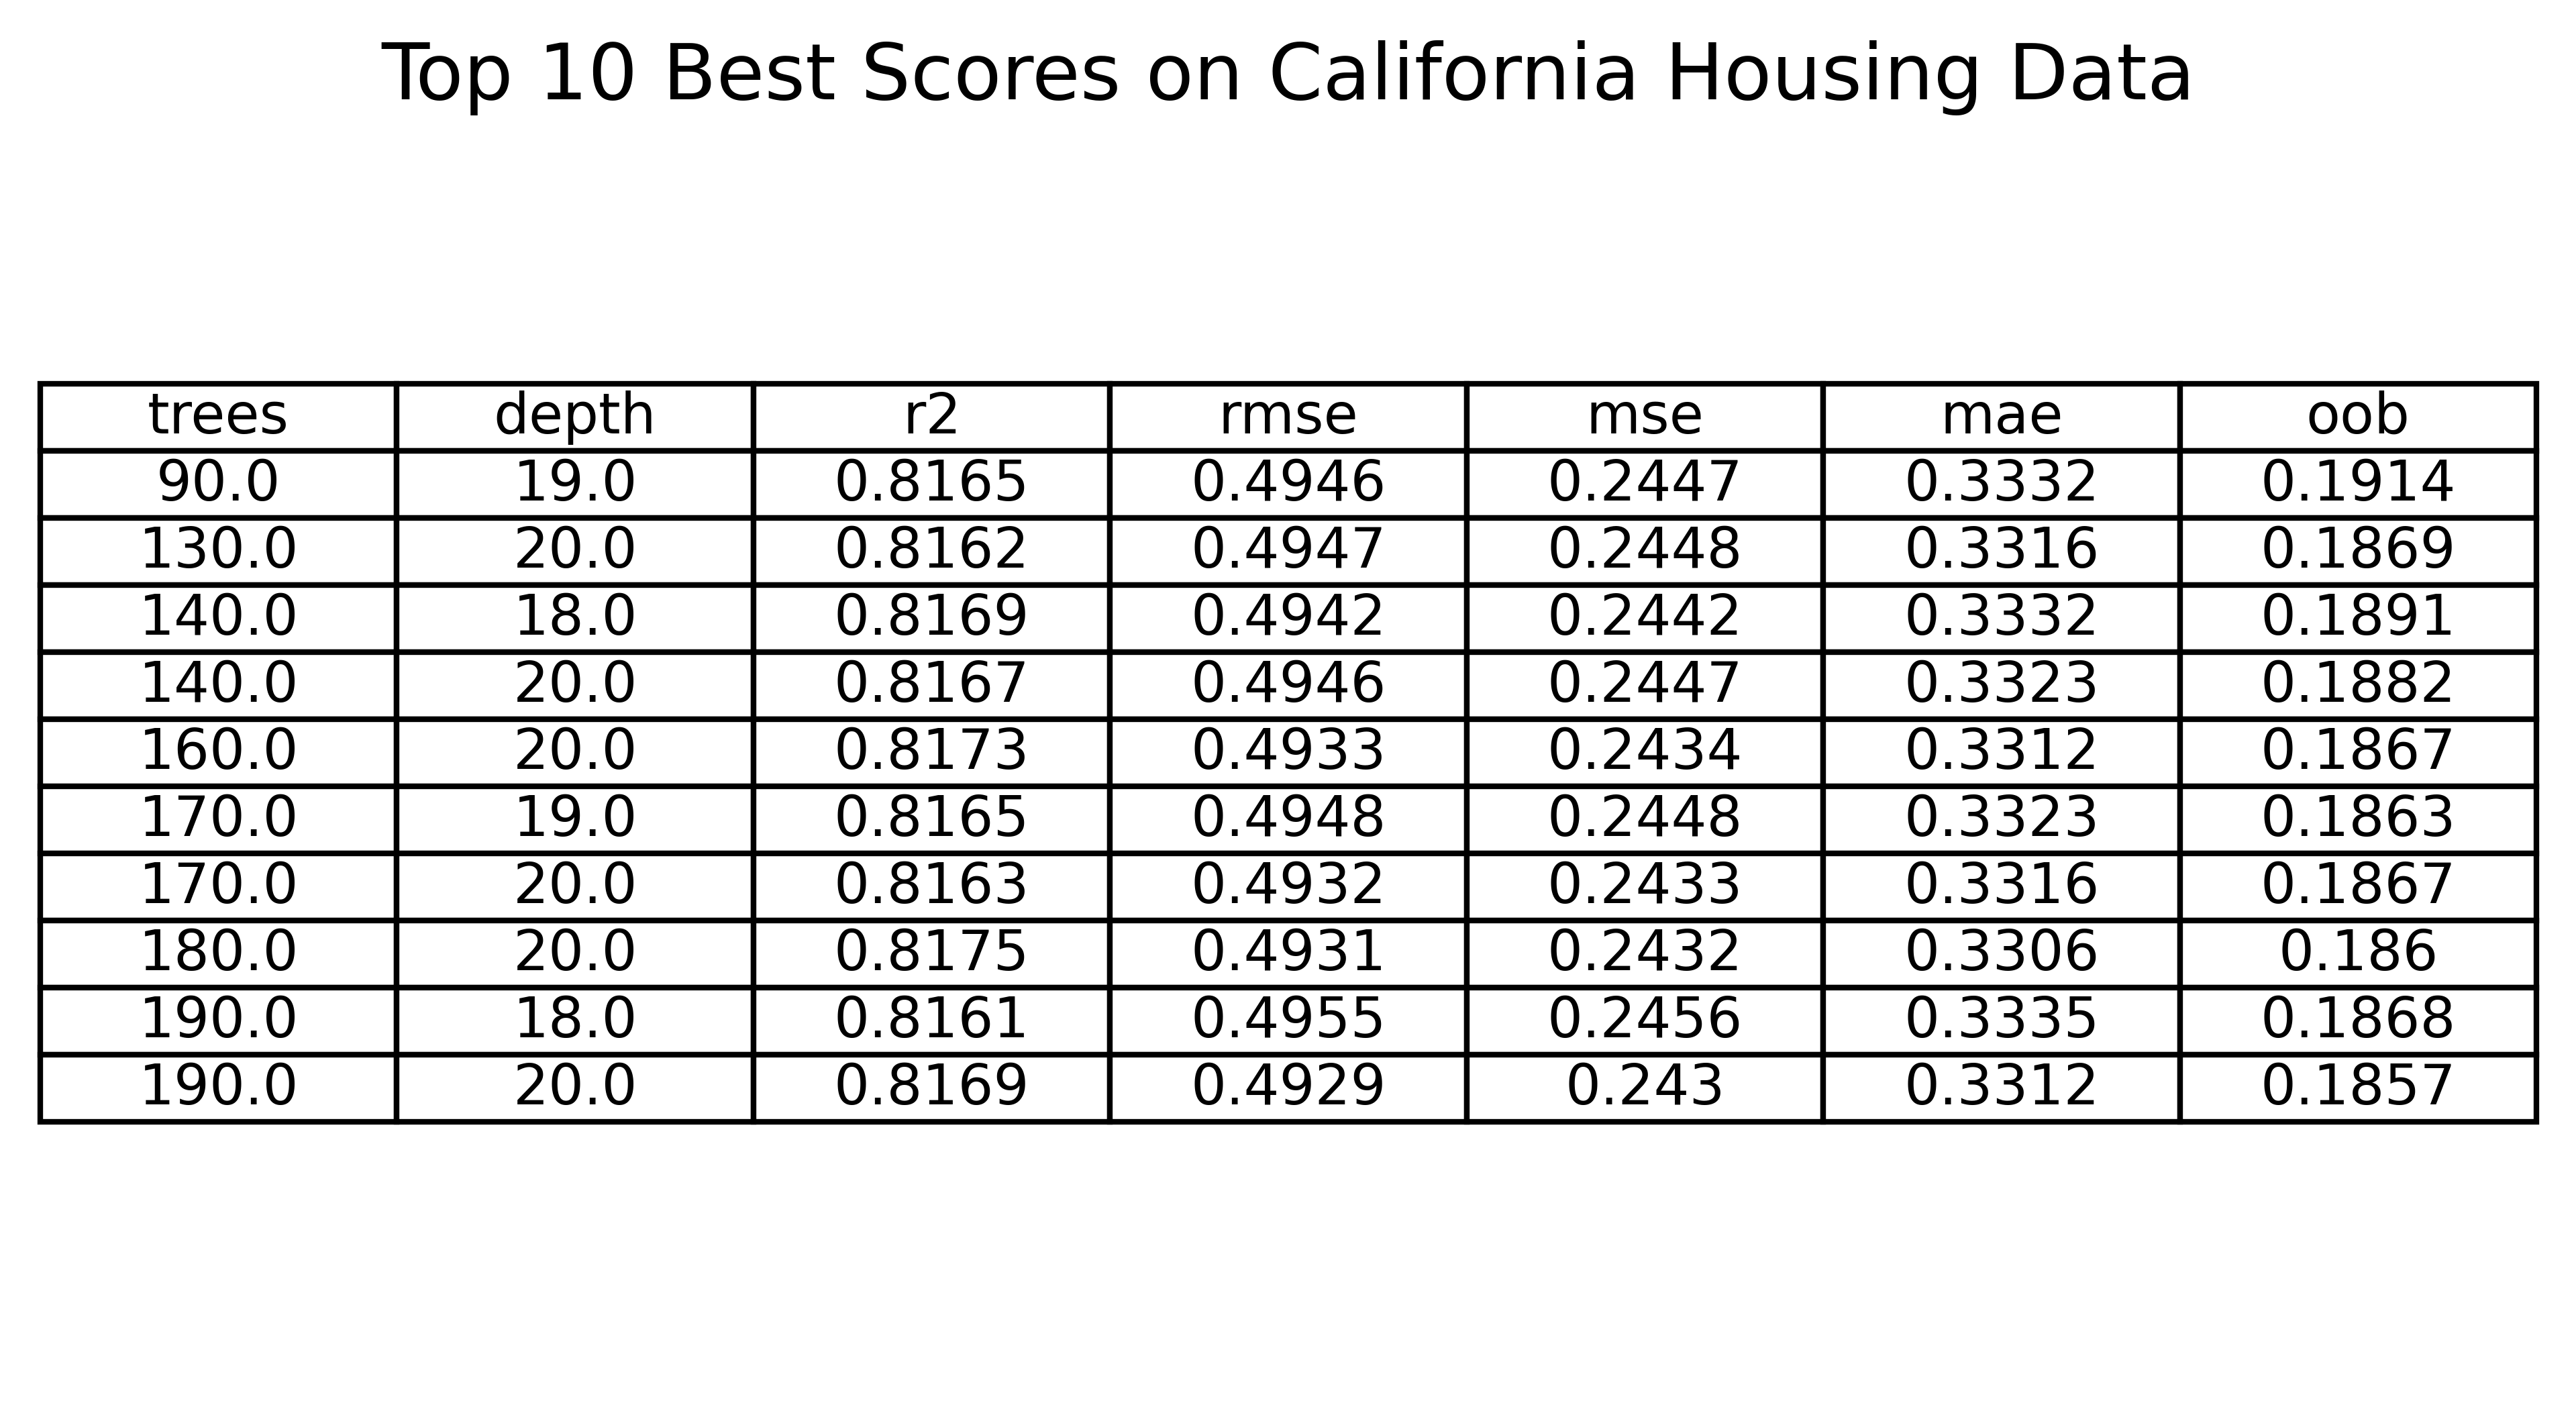 Top 10 Best Scores on California Housing Data
trees depth r2 rmse mse mae oob
90.0 19.0 0.8165 0.4946 0.2447 0.3332 0.1914
130.0 20.0 0.8162 0.4947 0.2448 0.3316 0.1869
140.0 18.0 0.8169 0.4942 0.2442 0.3332 0.1891
140.0 20.0 0.8167 0.4946 0.2447 0.3323 0.1882
160.0 20.0 0.8173 0.4933 0.2434 0.3312 0.1867
170.0 19.0 0.8165 0.4948 0.2448 0.3323 0.1863
170.0 20.0 0.8163 0.4932 0.2433 0.3316 0.1867
180.0 20.0 0.8175 0.4931 0.2432 0.3306 0.186
190.0 18.0 0.8161 0.4955 0.2456 0.3335 0.1868
190.0 20.0 0.8169 0.4929 0.243 0.3312 0.1857